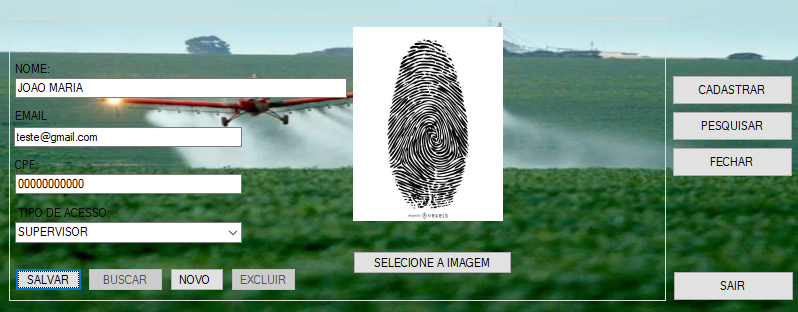 NOME:
JOAO MARIA
EMAIL
teste@gmail.com
CPF:
00000000000
TIPO DE ACESSO:
SUPERVISOR
SALVAR
BUSCAR
NOVO
EXCLUIR
vexels
SELECIONE A IMAGEM
CADASTRAR
PESQUISAR
FECHAR
SAIR